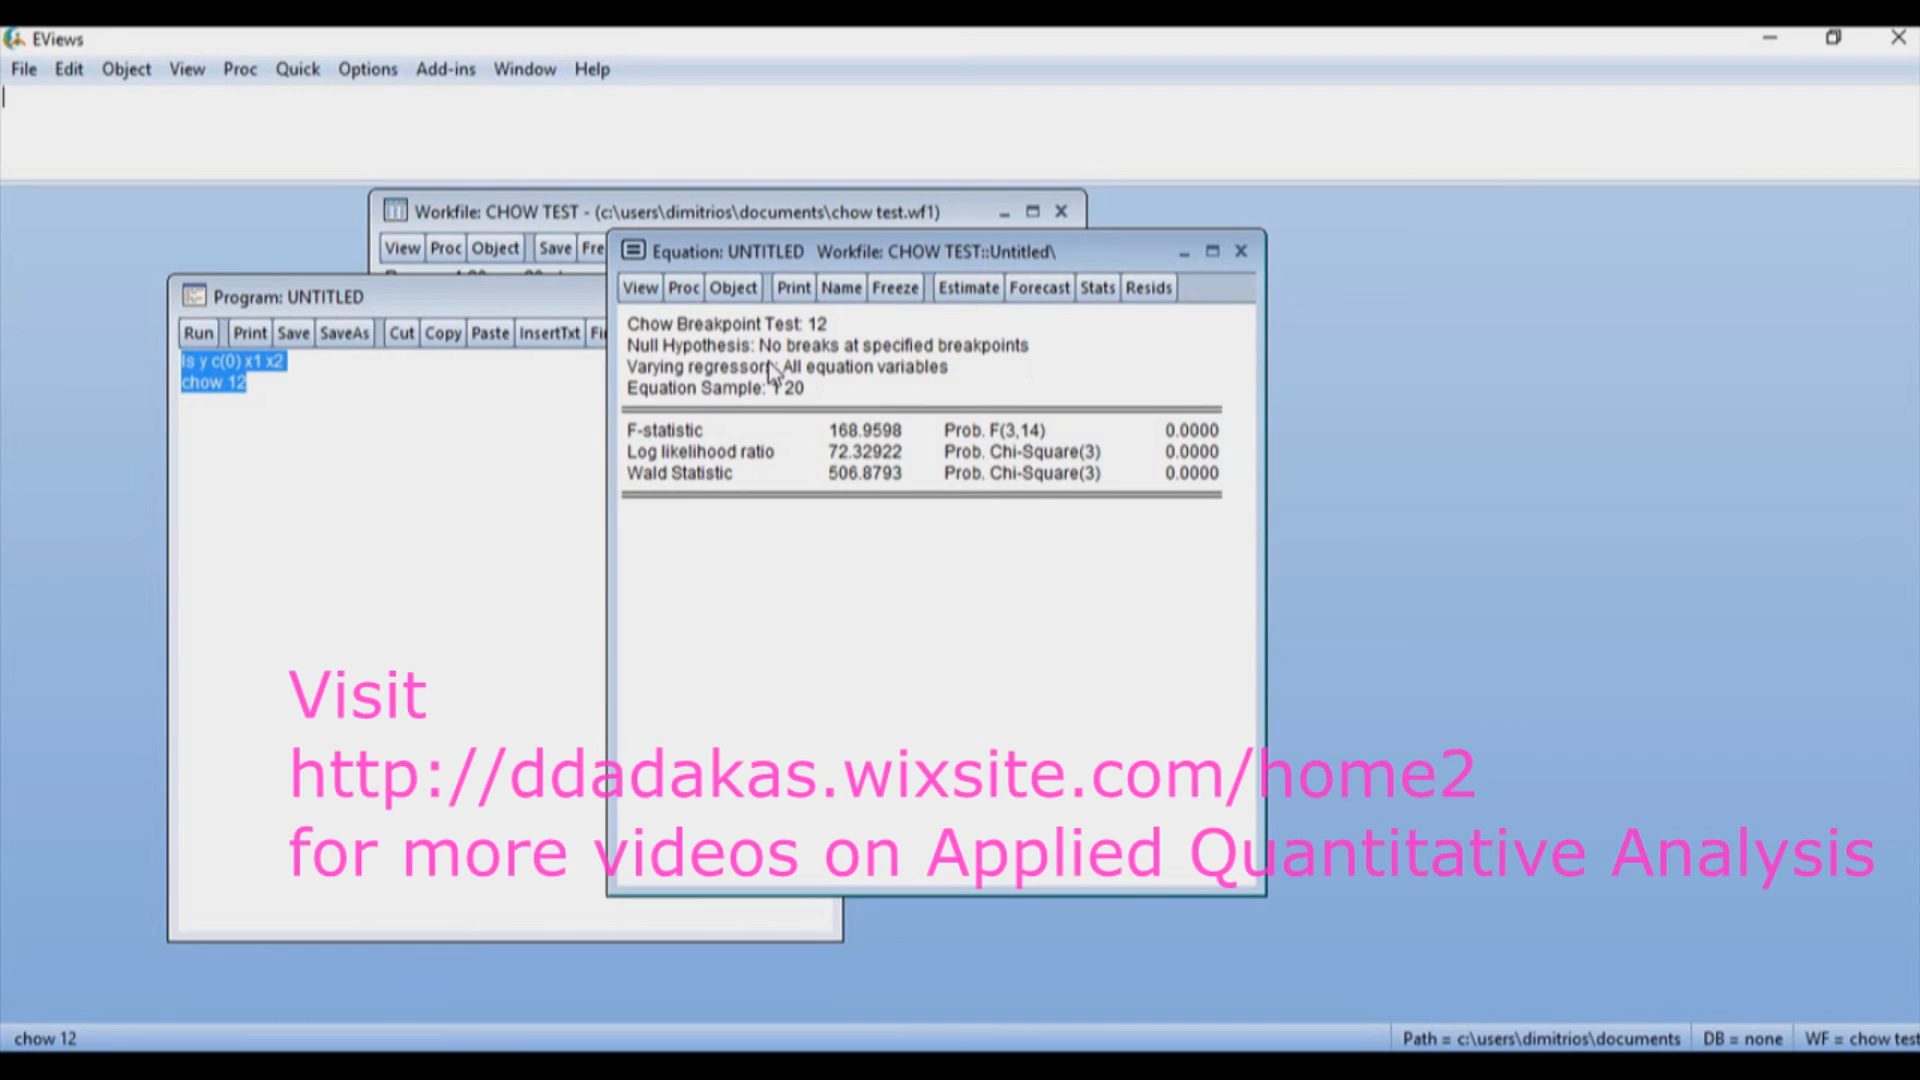 EViews
File Edit Object View Proc Quick Options Add-ins Window Help
Workfile: CHOW TEST - (c:\users\dimitrios\documents\chow test.wf1)
View Proc Object Save Fre
Equation: UNTITLED Workfile: CHOW TEST::Untitled\
View Proc Object Print Name Freeze Estimate Forecast Stats Resids
Chow Breakpoint Test: 12
Null Hypothesis: No breaks at specified breakpoints
Varying regressors: All equation variables
Equation Sample: 1 20
F-statistic 168.9598 Prob. F(3,14) 0.0000
Log likelihood ratio 72.32922 Prob. Chi-Square(3) 0.0000
Wald Statistic 506.8793 Prob. Chi-Square(3) 0.0000
Program: UNTITLED
Run Print Save SaveAs Cut Copy Paste InsertTxt Fi
ls y c(0) x1 x2
chow 12
Visit
http://ddadakas.wixsite.com/home2
for more videos on Applied Quantitative Analysis
chow 12 Path = c:\users\dimitrios\documents DB = none WF = chow test